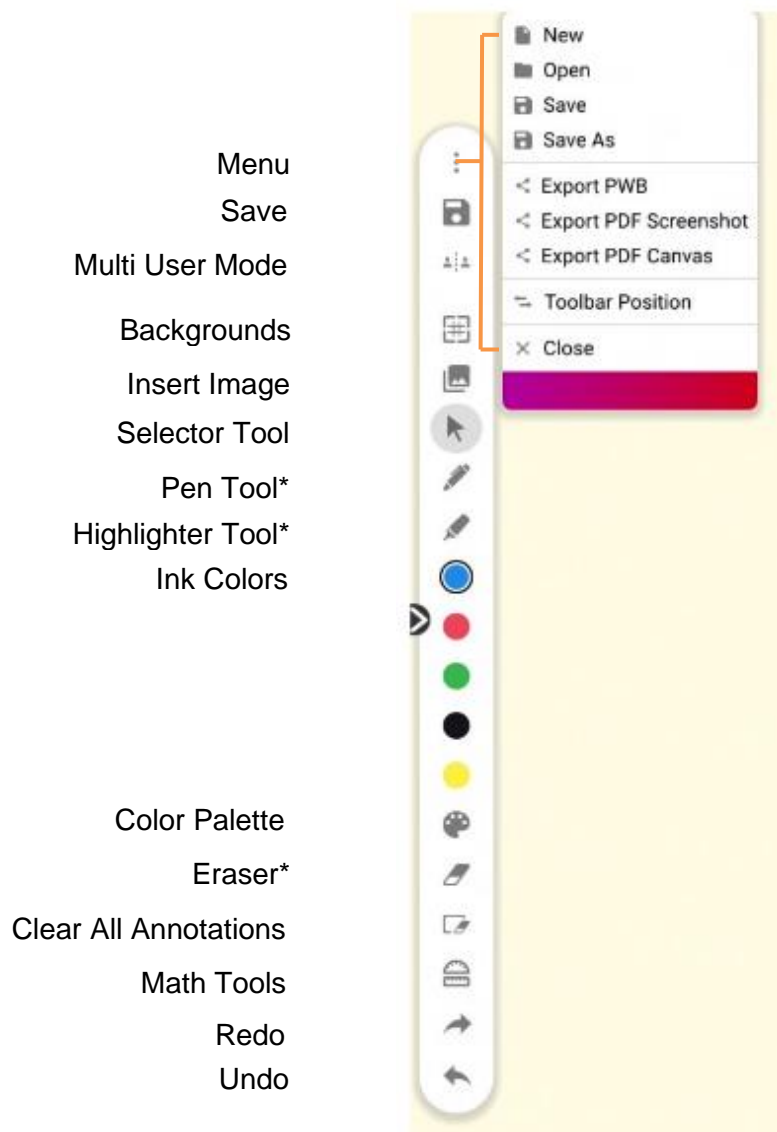 New
Open
Save
Save As
Export PWB
Export PDF Screenshot
Export PDF Canvas
Toolbar Position
Close
Menu
Save
Multi User Mode
Backgrounds
Insert Image
Selector Tool
Pen Tool*
Highlighter Tool*
Ink Colors
Color Palette
Eraser*
Clear All Annotations
Math Tools
Redo
Undo